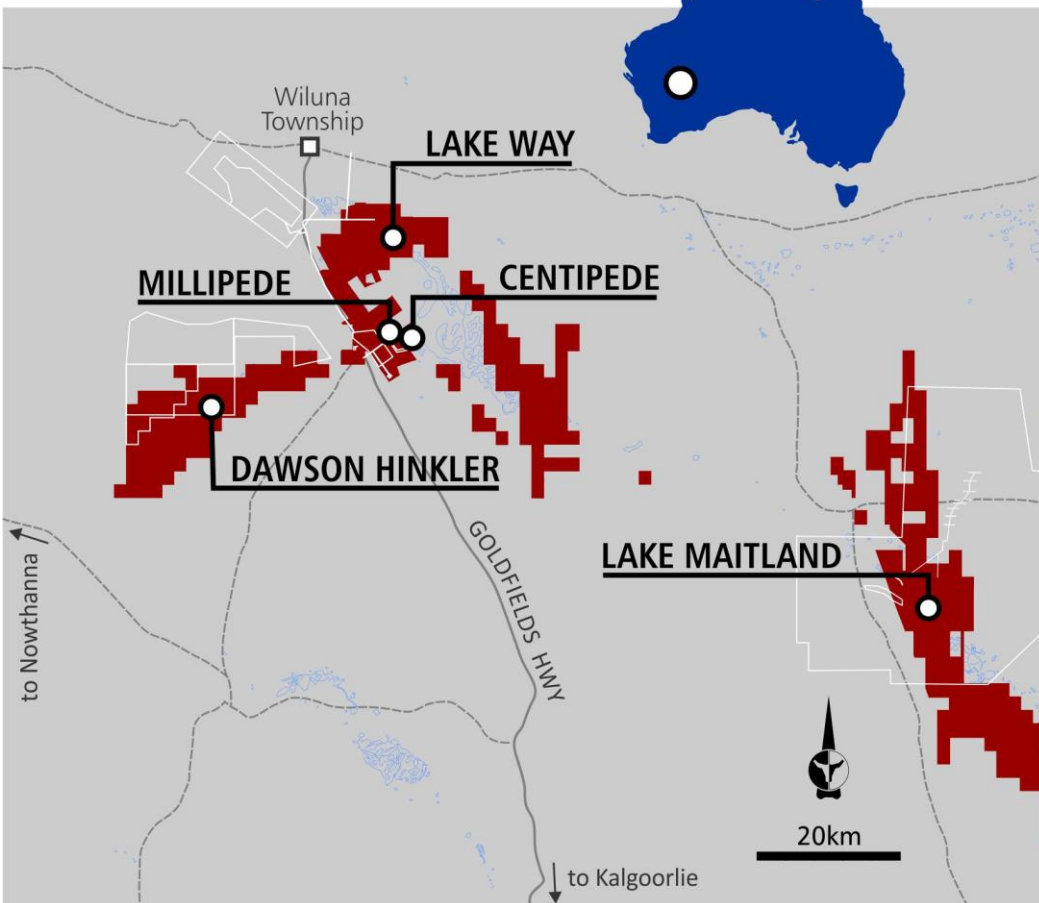 Wiluna
Township
LAKE WAY
MILLIPEDE
CENTIPEDE
DAWSON HINKLER
GOLDFIELDS HWY
LAKE MAITLAND
to Nowthanna
20km
to Kalgoorlie